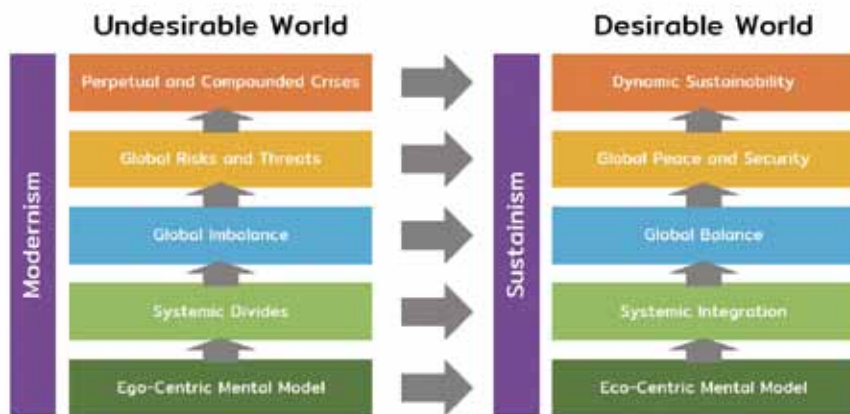 Undesirable World
Desirable World
Modernism
Perpetual and Compounded Crises
Global Risks and Threats
Global Imbalance
Systemic Divides
Ego-Centric Mental Model
Sustainism
Dynamic Sustainability
Global Peace and Security
Global Balance
Systemic Integration
Eco-Centric Mental Model